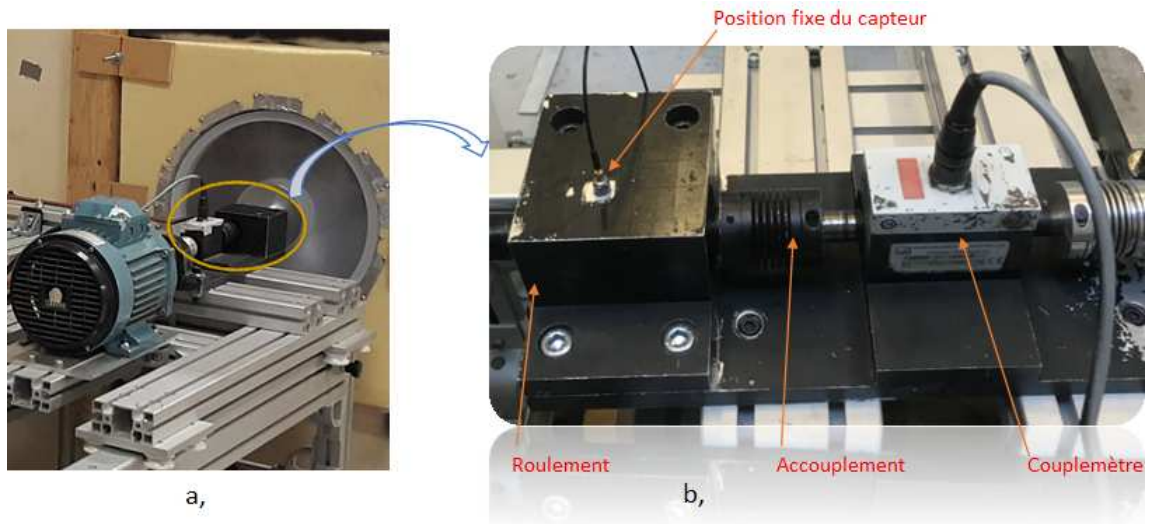 Position fixe du capteur
Roulement
Accouplement
Couplemètre
a,
b,